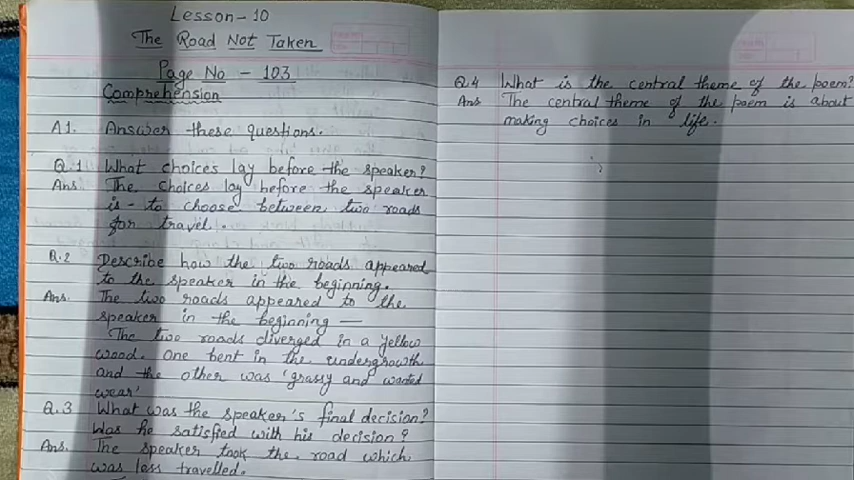 Lesson - 10
The Road Not Taken
Page No - 103
Comprehension
A1. Answer these questions.
Q.1 What choices lay before the speaker?
Ans The choices lay before the speaker
is - to choose between two roads
for travel.
Q.2 Describe how the two roads appeared
to the speaker in the beginning.
Ans. The two roads appeared to the
speaker in the beginning —
The two roads diverged in a yellow
wood. One bent in the undergrowth
and the other was 'grassy and wanted
wear'
Q.3 What was the speaker's final decision?
Was he satisfied with his decision?
Ans. The speaker took the road which
was less travelled.
Q.4 What is the central theme of the poem?
Ans The central theme of the poem is about
making choices in life.